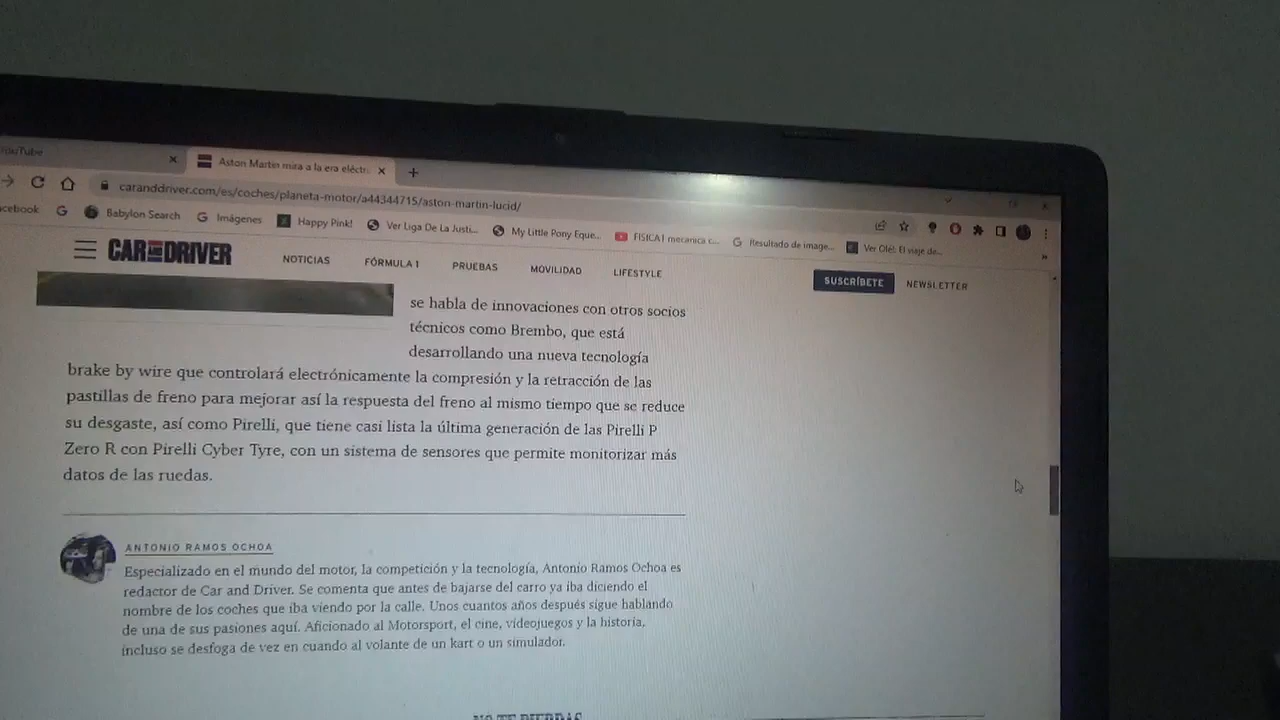 YouTube
Aston Martin mira a la era eléctr
caranddriver.com/es/coches/planeta-motor/a44344715/aston-martin-lucid/
acebook
Babylon Search
Imágenes
Happy Pink!
Ver Liga De La Justi...
My Little Pony Eque...
FISICA I mecanica c...
Resultado de image...
Ver Olé!. El viaje de...
CAR AND DRIVER
NOTICIAS
FÓRMULA 1
PRUEBAS
MOVILIDAD
LIFESTYLE
SUSCRÍBETE
NEWSLETTER
se habla de innovaciones con otros socios
técnicos como Brembo, que está
desarrollando una nueva tecnología
brake by wire que controlará electrónicamente la compresión y la retracción de las
pastillas de freno para mejorar así la respuesta del freno al mismo tiempo que se reduce
su desgaste, así como Pirelli, que tiene casi lista la última generación de las Pirelli P
Zero R con Pirelli Cyber Tyre, con un sistema de sensores que permite monitorizar más
datos de las ruedas.
ANTONIO RAMOS OCHOA
Especializado en el mundo del motor, la competición y la tecnología, Antonio Ramos Ochoa es
redactor de Car and Driver. Se comenta que antes de bajarse del carro ya iba diciendo el
nombre de los coches que iba viendo por la calle. Unos cuantos años después sigue hablando
de una de sus pasiones aquí. Aficionado al Motorsport, el cine, videojuegos y la historia,
incluso se desfoga de vez en cuando al volante de un kart o un simulador.
NO TE PIERDAS